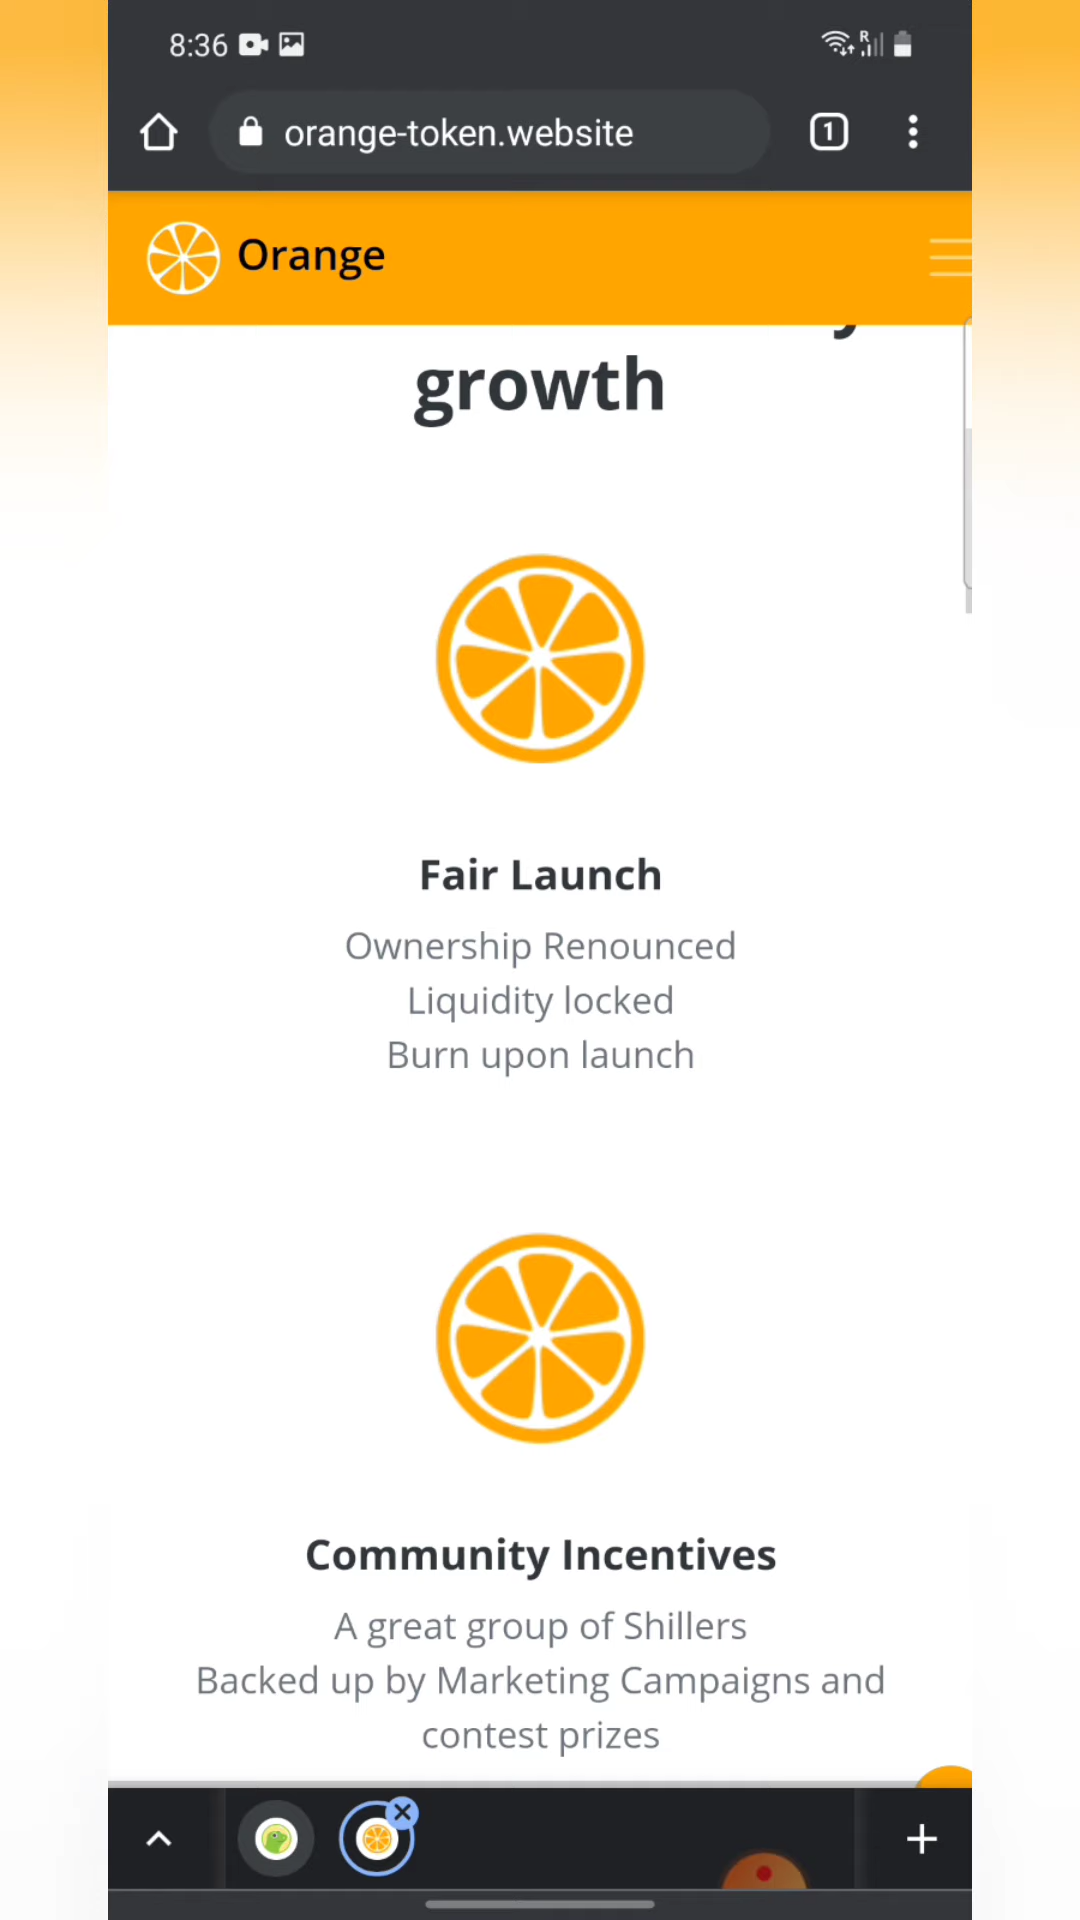 8:36
R
orange-token.website
1
Orange
growth
Fair Launch
Ownership Renounced
Liquidity locked
Burn upon launch
Community Incentives
A great group of Shillers
Backed up by Marketing Campaigns and
contest prizes